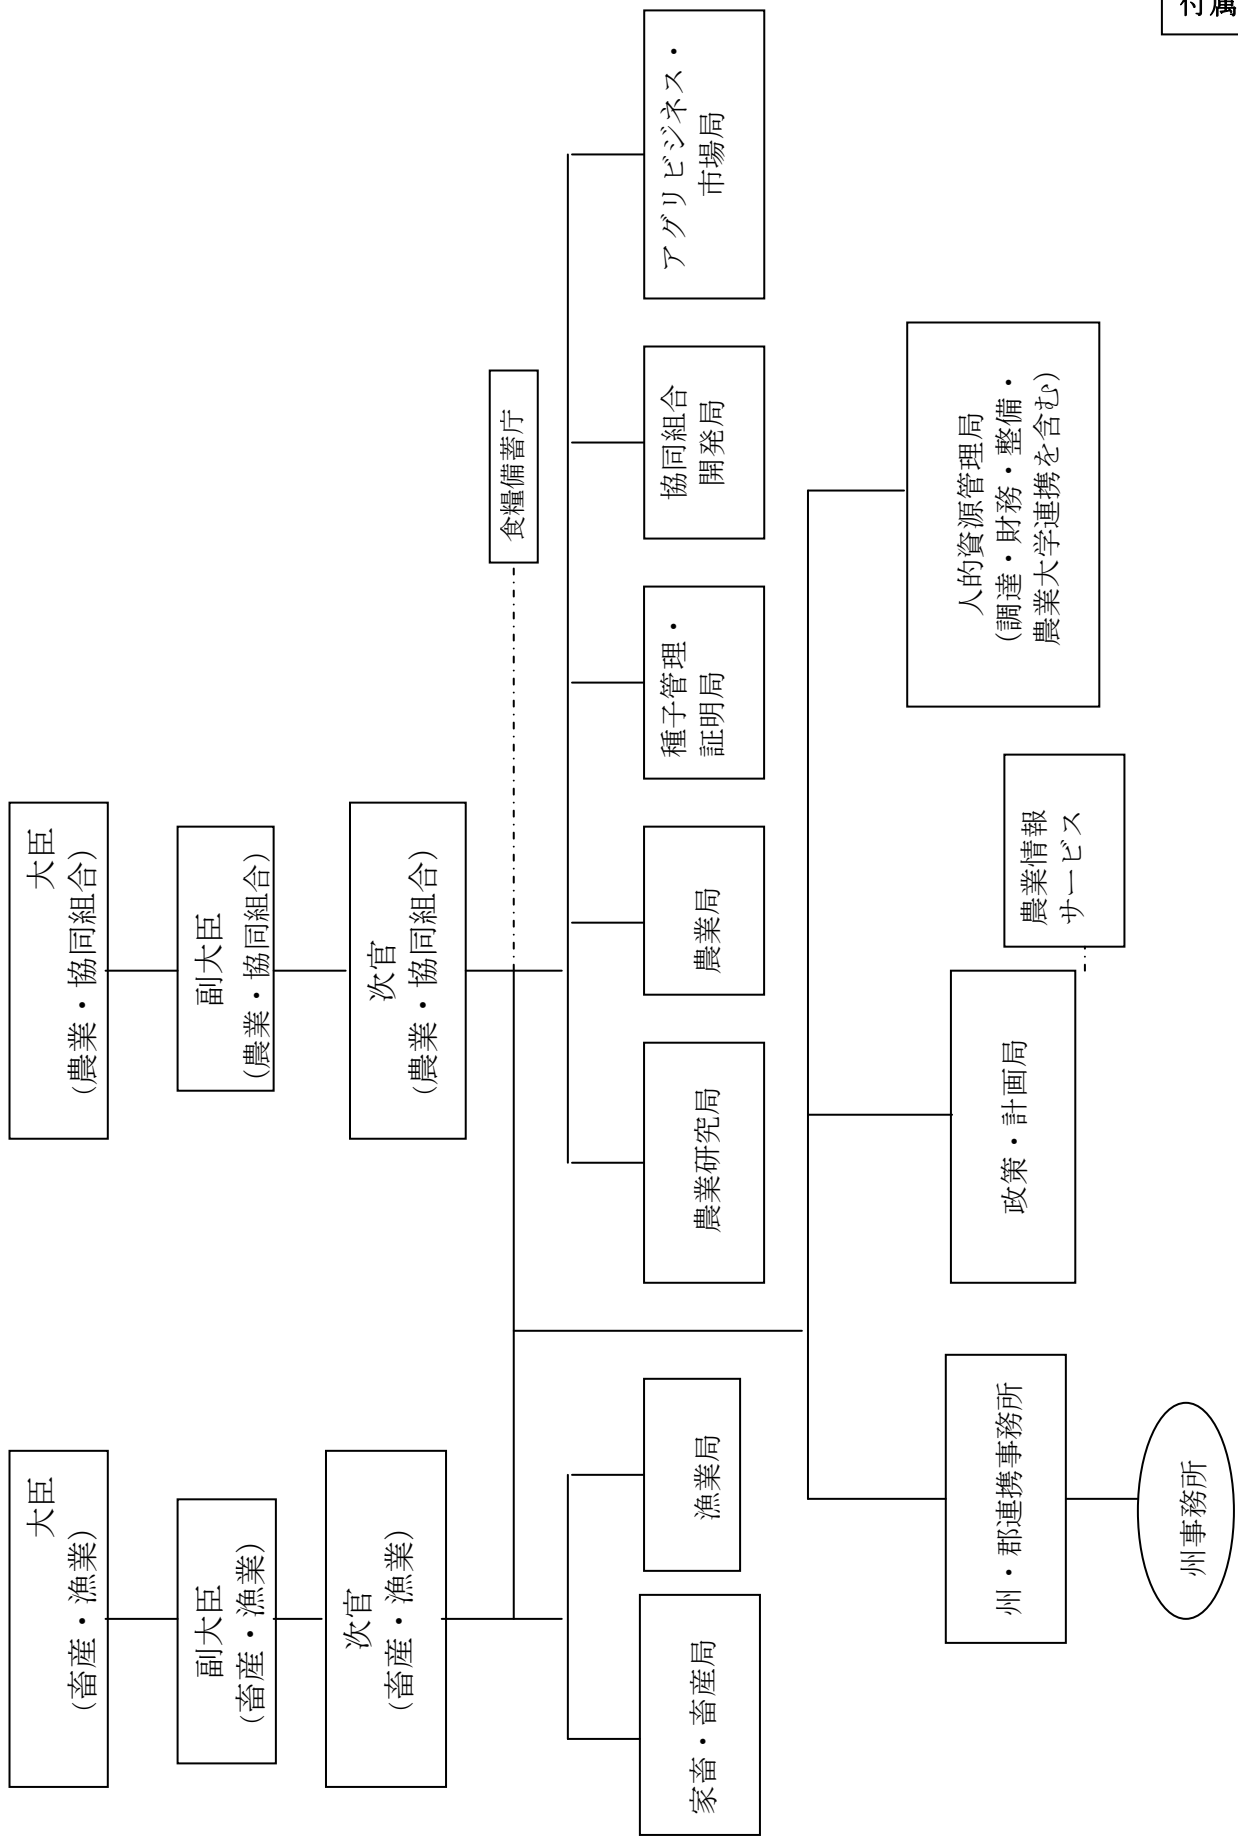 付属
大臣
(畜産・漁業)
大臣
(農業・協同組合)
副大臣
(畜産・漁業)
副大臣
(農業・協同組合)
次官
(畜産・漁業)
次官
(農業・協同組合)
食糧備蓄庁
家畜・畜産局
漁業局
農業研究局
農業局
種子管理・
証明局
協同組合
開発局
アグリビジネス・
市場局
州・郡連携事務所
政策・計画局
農業情報
サービス
人的資源管理局
(調達・財務・整備・
農業大学連携を含む)
州事務所